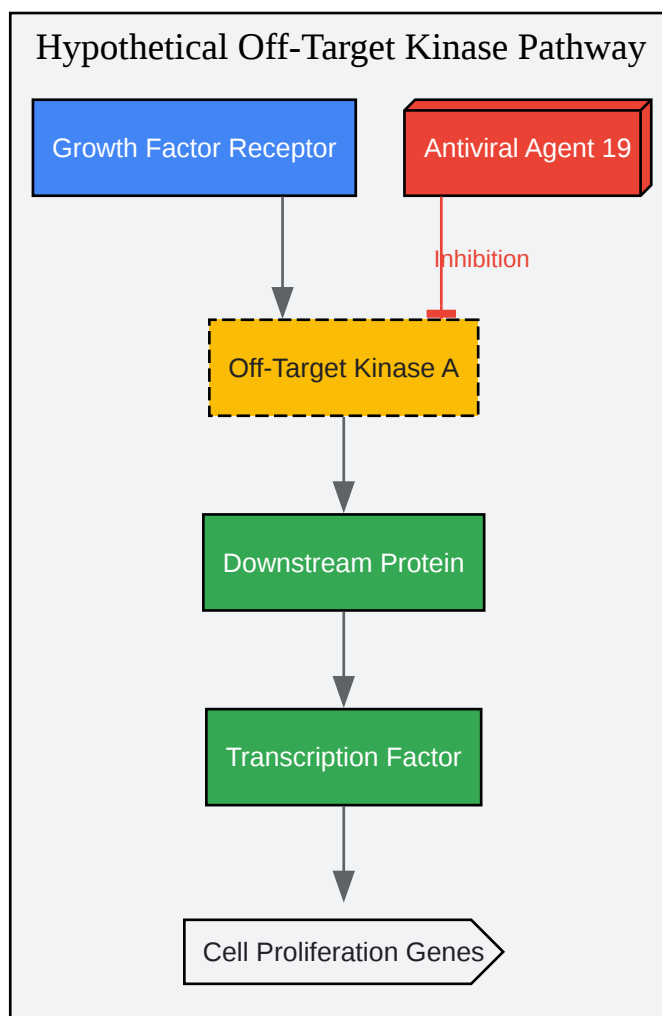 Hypothetical Off-Target Kinase Pathway
Growth Factor Receptor
Antiviral Agent 19
Inhibition
Off-Target Kinase A
Downstream Protein
Transcription Factor
Cell Proliferation Genes